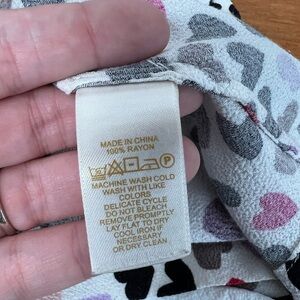 MADE IN CHINA
100% RAYON
P
MACHINE WASH COLD
WASH WITH LIKE
COLORS
DELICATE CYCLE
DO NOT BLEACH
REMOVE PROMPTLY
LAY FLAT TO DRY
COOL IRON IF
NECESSARY
OR DRY CLEAN